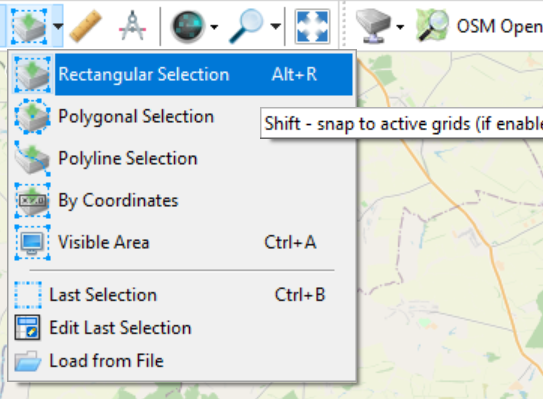 OSM Open
Rectangular Selection Alt+R
Polygonal Selection
Shift - snap to active grids (if enable
Polyline Selection
By Coordinates
Visible Area Ctrl+A
Last Selection Ctrl+B
Edit Last Selection
Load from File